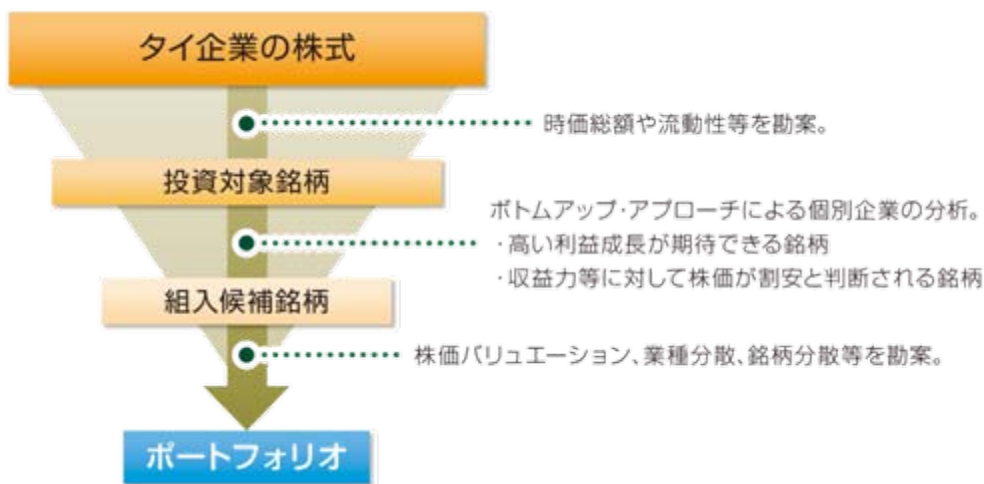 タイ企業の株式
時価総額や流動性等を勘案。
投資対象銘柄
ボトムアップ・アプローチによる個別企業の分析。
・高い利益成長が期待できる銘柄
・収益力等に対して株価が割安と判断される銘柄
組入候補銘柄
株価バリュエーション、業種分散、銘柄分散等を勘案。
ポートフォリオ